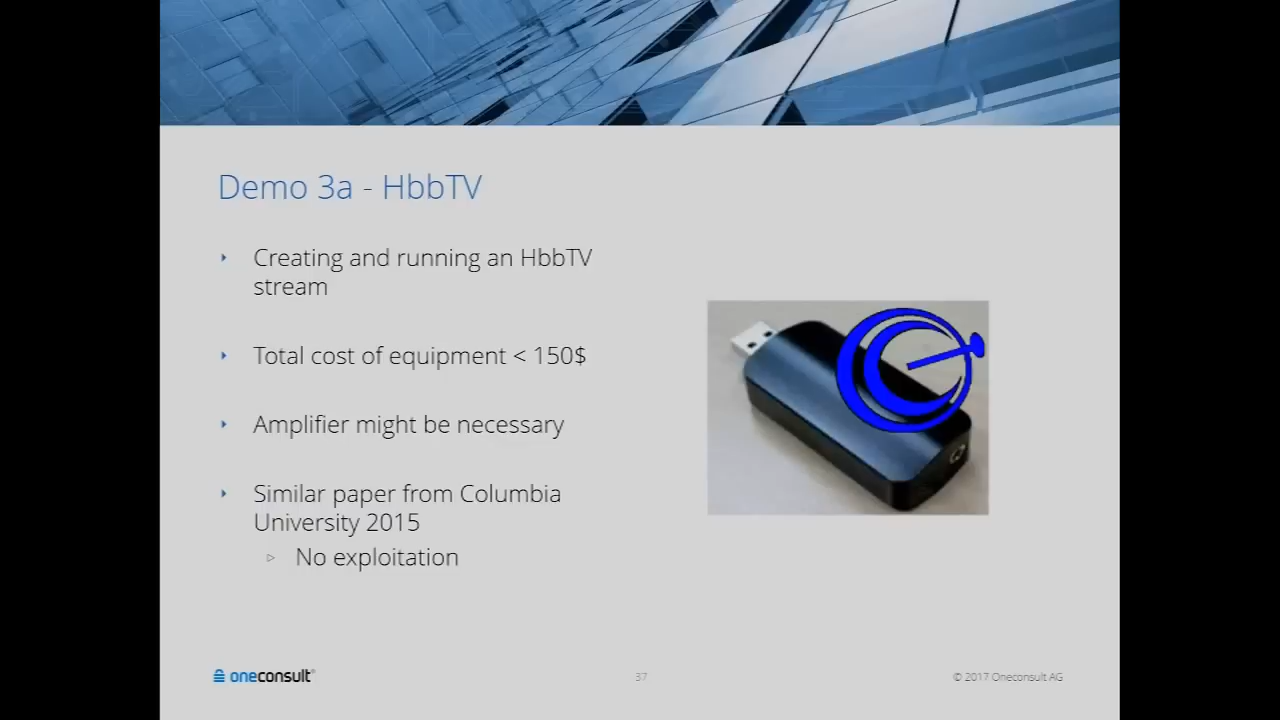 Demo 3a - HbbTV
Creating and running an HbbTV
stream
Total cost of equipment < 150$
Amplifier might be necessary
Similar paper from Columbia
University 2015
No exploitation
oneconsult®
37
© 2017 Oneconsult AG